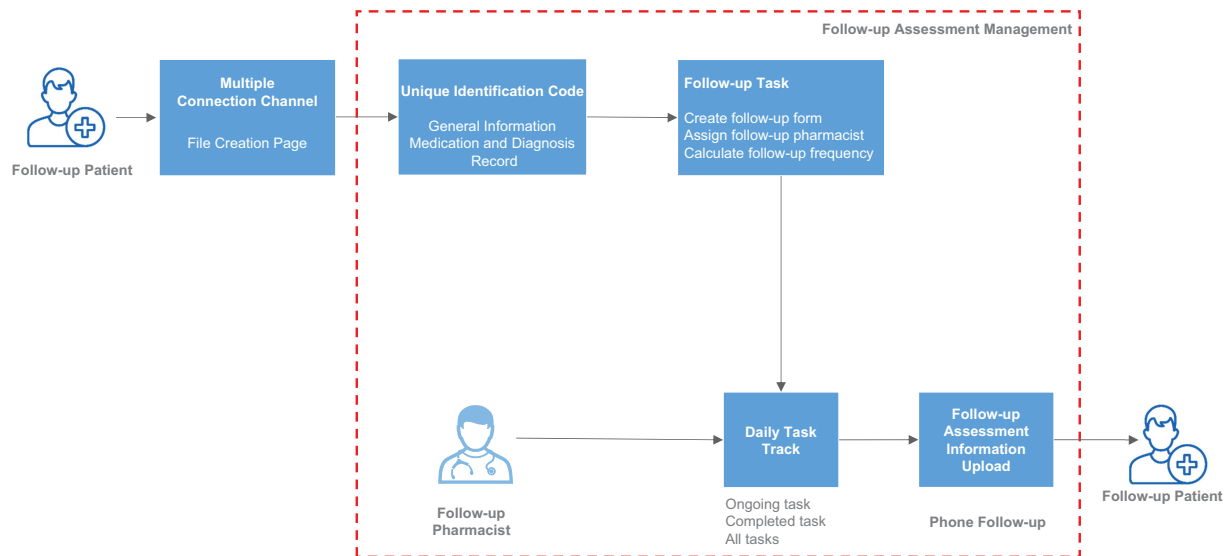 Follow-up Assessment Management
Multiple
Connection Channel
File Creation Page
Follow-up Patient
Unique Identification Code
General Information
Medication and Diagnosis
Record
Follow-up Task
Create follow-up form
Assign follow-up pharmacist
Calculate follow-up frequency
Follow-up
Pharmacist
Daily Task
Track
Ongoing task
Completed task
All tasks
Follow-up
Assessment
Information
Upload
Phone Follow-up
Follow-up Patient